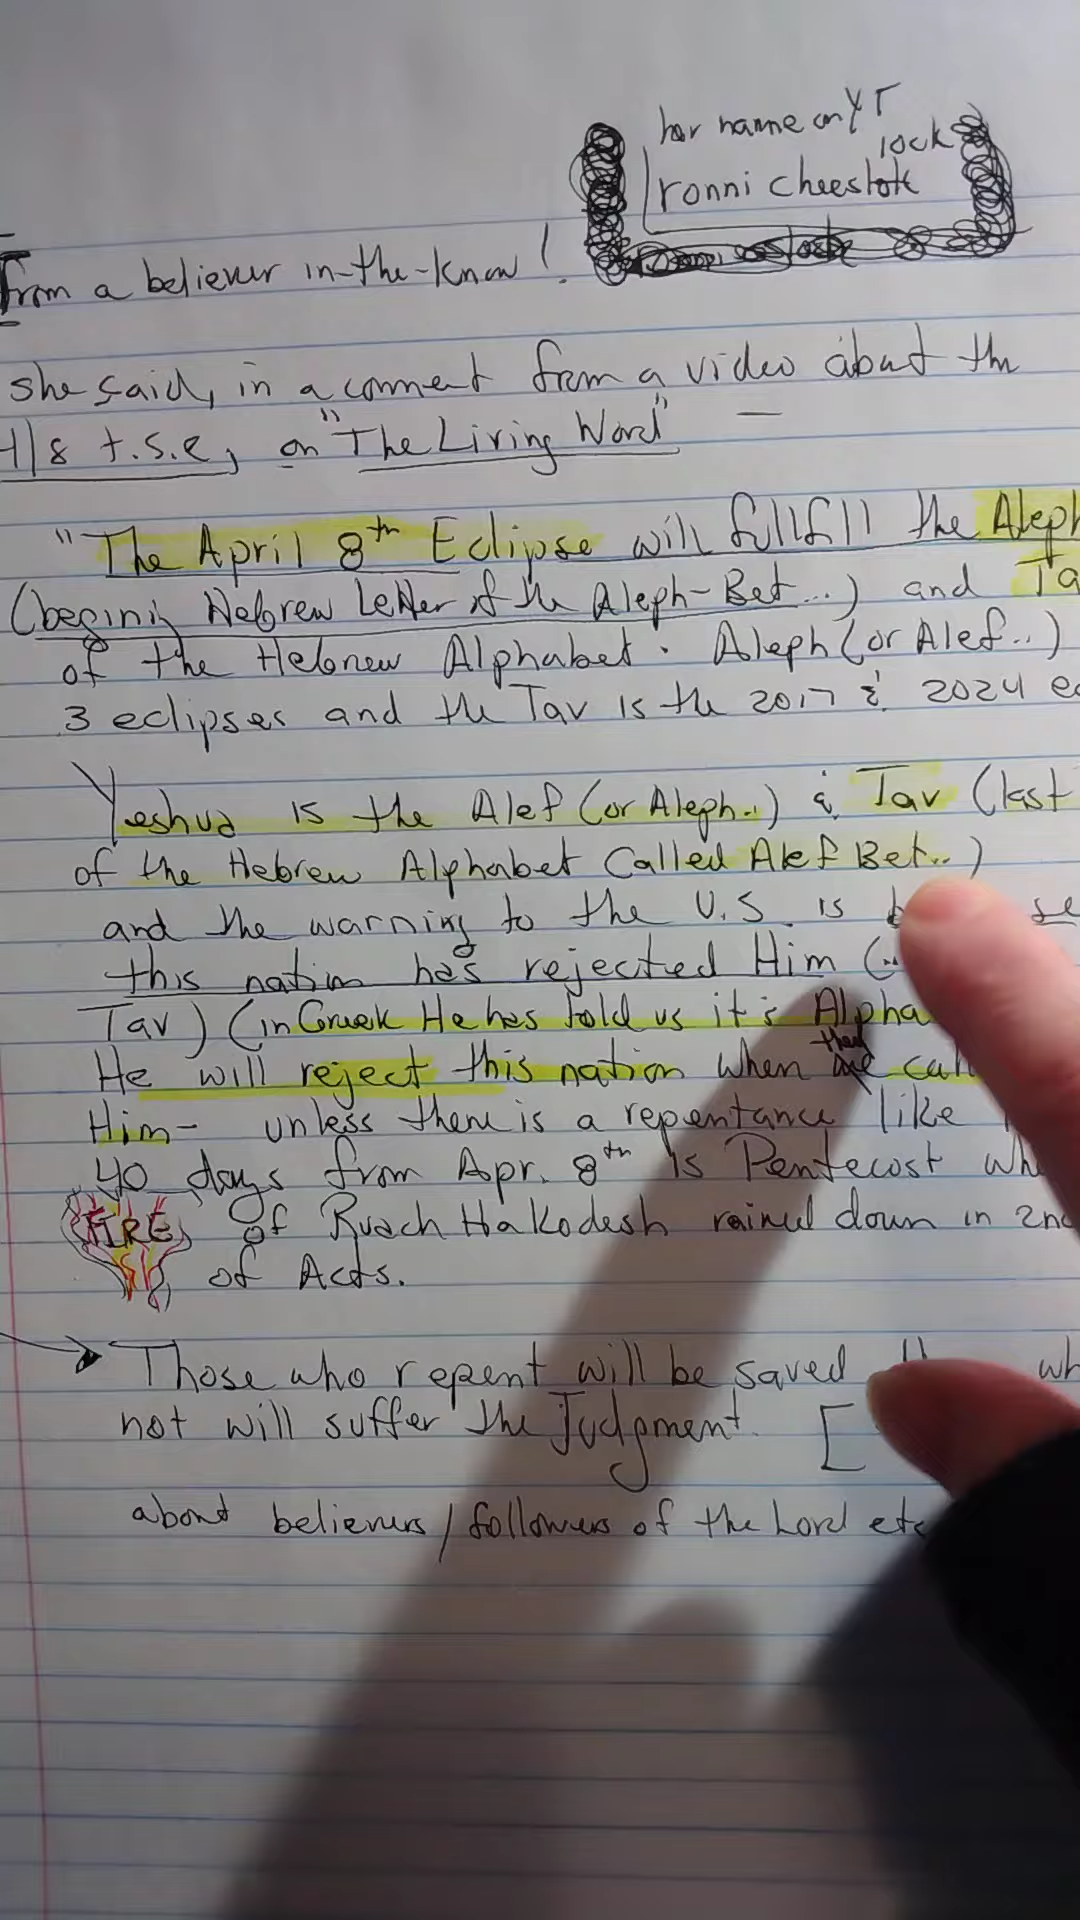 her name on YT
lock
ronni cheeslok
From a believer in-the-know!
she said, in a comment from a video about the
4/8 t.s.e, on "The Living Word" —
"The April 8th Eclipse will fullfill the Aleph
(begining Hebrew Letter of the Aleph-Bet...) and Ta
of the Hebrew Alphabet. Aleph (or Alef..)
3 eclipses and the Tav is the 2017 & 2024 ec
Yeshua is the Alef (or Aleph..) & Tav (last
of the Hebrew Alphabet Called Alef Bet..)
and the warning to the U.S. is
this nation has rejected Him (..
Tav) (in Greek He has told us it's Alpha
He will reject this nation when they call
Him- unless there is a repentance like
40 days from Apr. 8th is Pentecost
FIRE of Ruach HaKodesh rained down in 2nd
of Acts.
Those who repent will be saved
not will suffer the Judgment. [
about believers/followers of the Lord etc